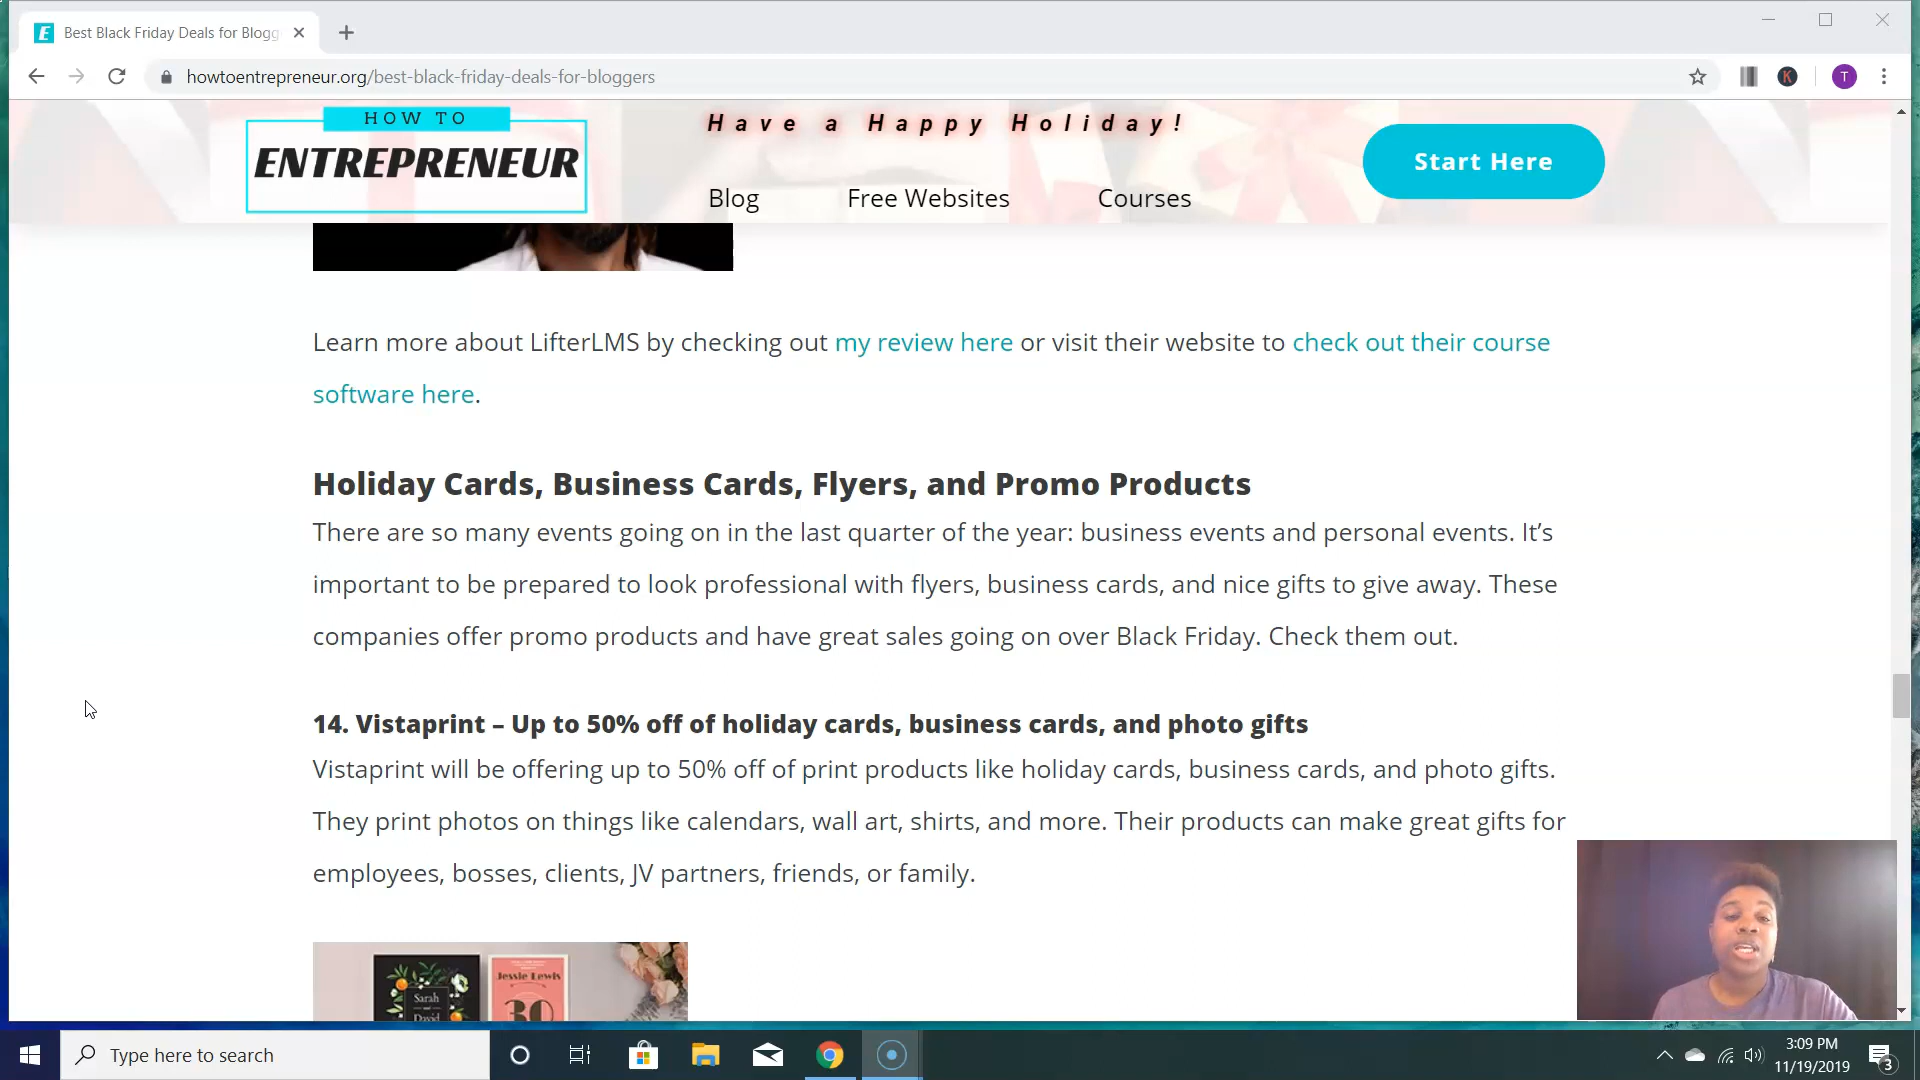 Best Black Friday Deals for Blogg
howtoentrepreneur.org/best-black-friday-deals-for-bloggers
K
T
HOW TO
ENTREPRENEUR
Have a Happy Holiday!
Blog
Free Websites
Courses
Start Here
Learn more about LifterLMS by checking out my review here or visit their website to check out their course
software here.
Holiday Cards, Business Cards, Flyers, and Promo Products
There are so many events going on in the last quarter of the year: business events and personal events. It’s
important to be prepared to look professional with flyers, business cards, and nice gifts to give away. These
companies offer promo products and have great sales going on over Black Friday. Check them out.
14. Vistaprint – Up to 50% off of holiday cards, business cards, and photo gifts
Vistaprint will be offering up to 50% off of print products like holiday cards, business cards, and photo gifts.
They print photos on things like calendars, wall art, shirts, and more. Their products can make great gifts for
employees, bosses, clients, JV partners, friends, or family.
Sarah
and
David
Jessie Lewis
30
Type here to search
3:09 PM
11/19/2019
3